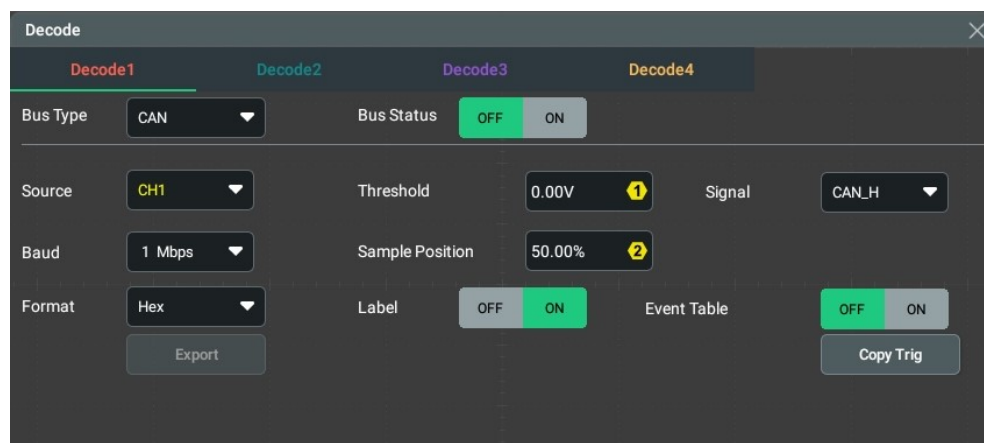 Decode
Decode1 Decode2 Decode3 Decode4
Bus Type CAN Bus Status OFF ON
Source CH1 Threshold 0.00V 1 Signal CAN_H
Baud 1 Mbps Sample Position 50.00% 2
Format Hex Label OFF ON Event Table OFF ON
Export Copy Trig